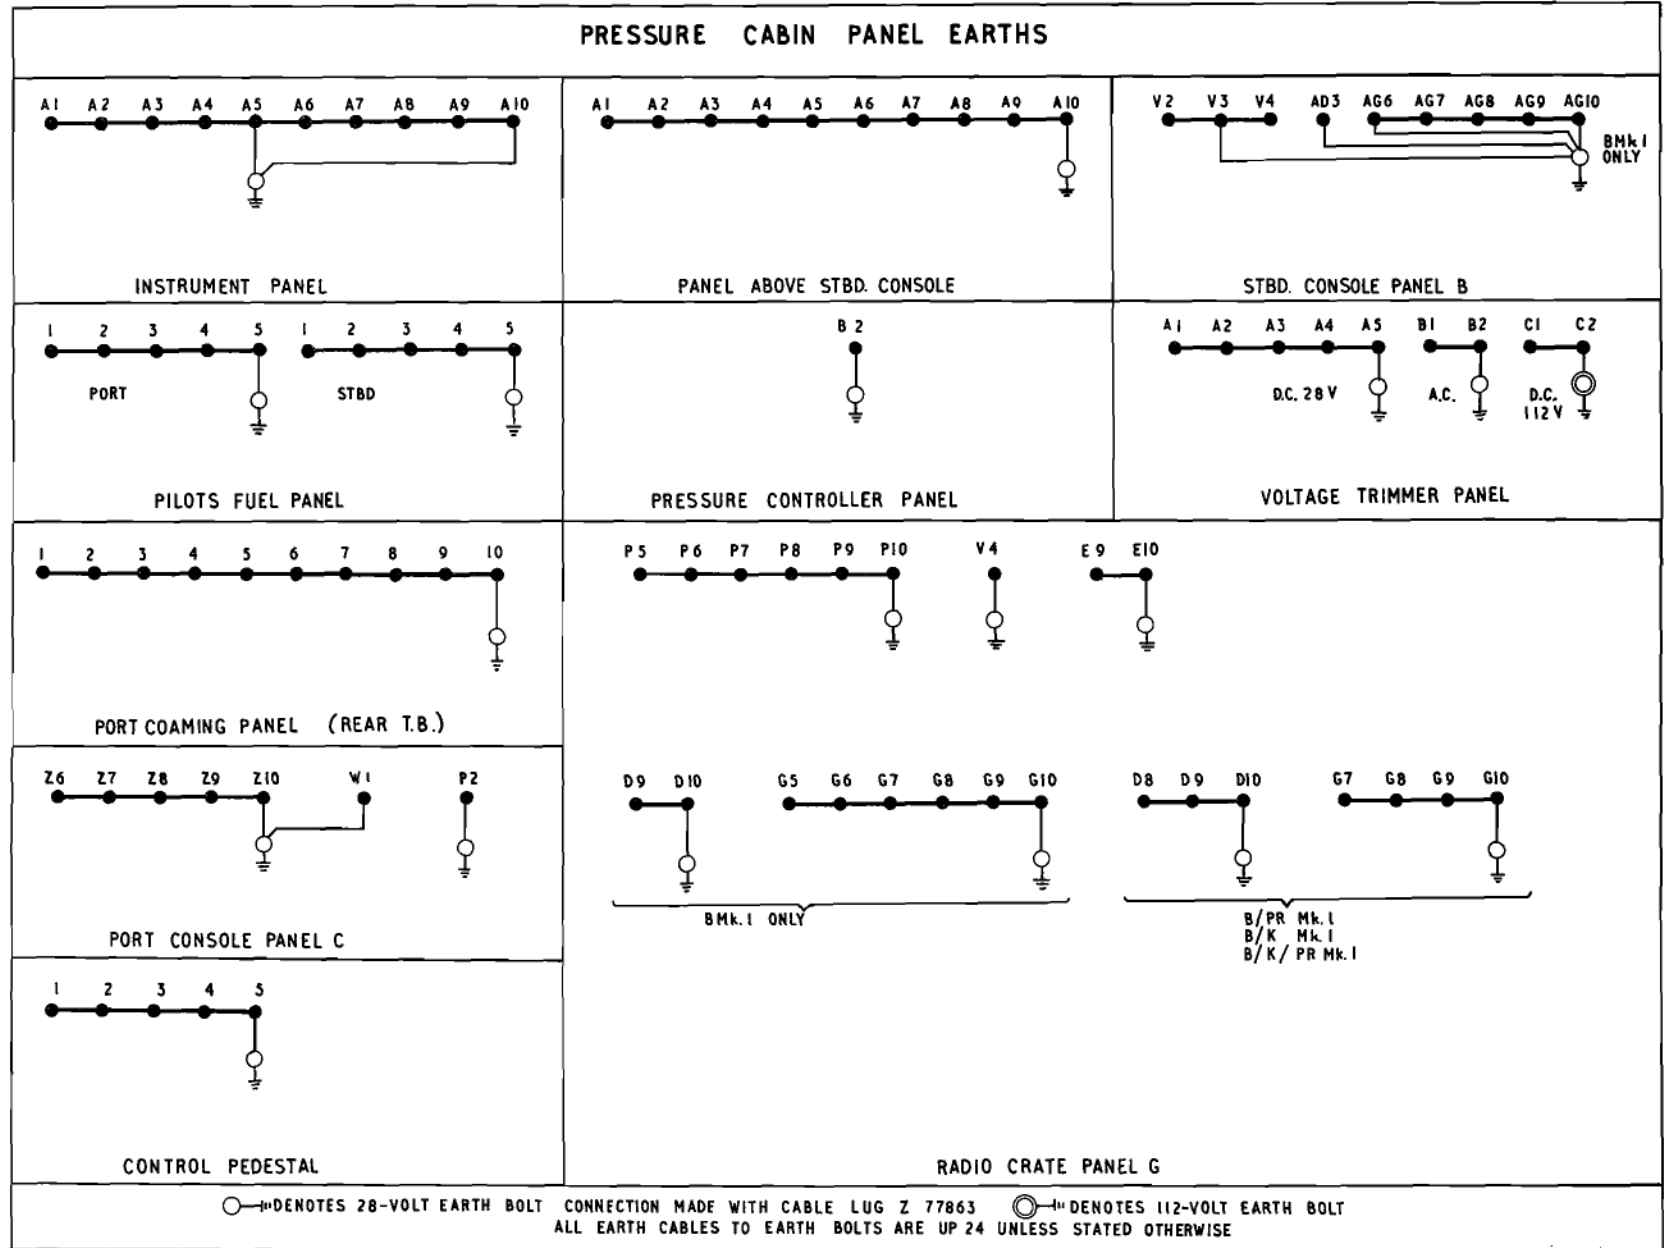 PRESSURE CABIN PANEL EARTHS
A1 A2 A3 A4 A5 A6 A7 A8 A9 A10
INSTRUMENT PANEL
A1 A2 A3 A4 A5 A6 A7 A8 A9 A10
PANEL ABOVE STBD. CONSOLE
V2 V3 V4 AD3 AG6 AG7 AG8 AG9 AG10
BMk1
ONLY
STBD. CONSOLE PANEL B
1 2 3 4 5 1 2 3 4 5
PORT STBD
PILOTS FUEL PANEL
B2
PRESSURE CONTROLLER PANEL
A1 A2 A3 A4 A5 B1 B2 C1 C2
D.C. 28V A.C. D.C.
112V
VOLTAGE TRIMMER PANEL
1 2 3 4 5 6 7 8 9 10
PORT COAMING PANEL (REAR T.B.)
Z6 Z7 Z8 Z9 Z10 W1 P2
PORT CONSOLE PANEL C
1 2 3 4 5
CONTROL PEDESTAL
P5 P6 P7 P8 P9 P10 V4 E9 E10
D9 D10 G5 G6 G7 G8 G9 G10 D8 D9 D10 G7 G8 G9 G10
BMk.1 ONLY
B/PR Mk.1
B/K Mk.1
B/K/PR Mk.1
RADIO CRATE PANEL G
DENOTES 28-VOLT EARTH BOLT CONNECTION MADE WITH CABLE LUG Z 77863 DENOTES 112-VOLT EARTH BOLT
ALL EARTH CABLES TO EARTH BOLTS ARE UP 24 UNLESS STATED OTHERWISE